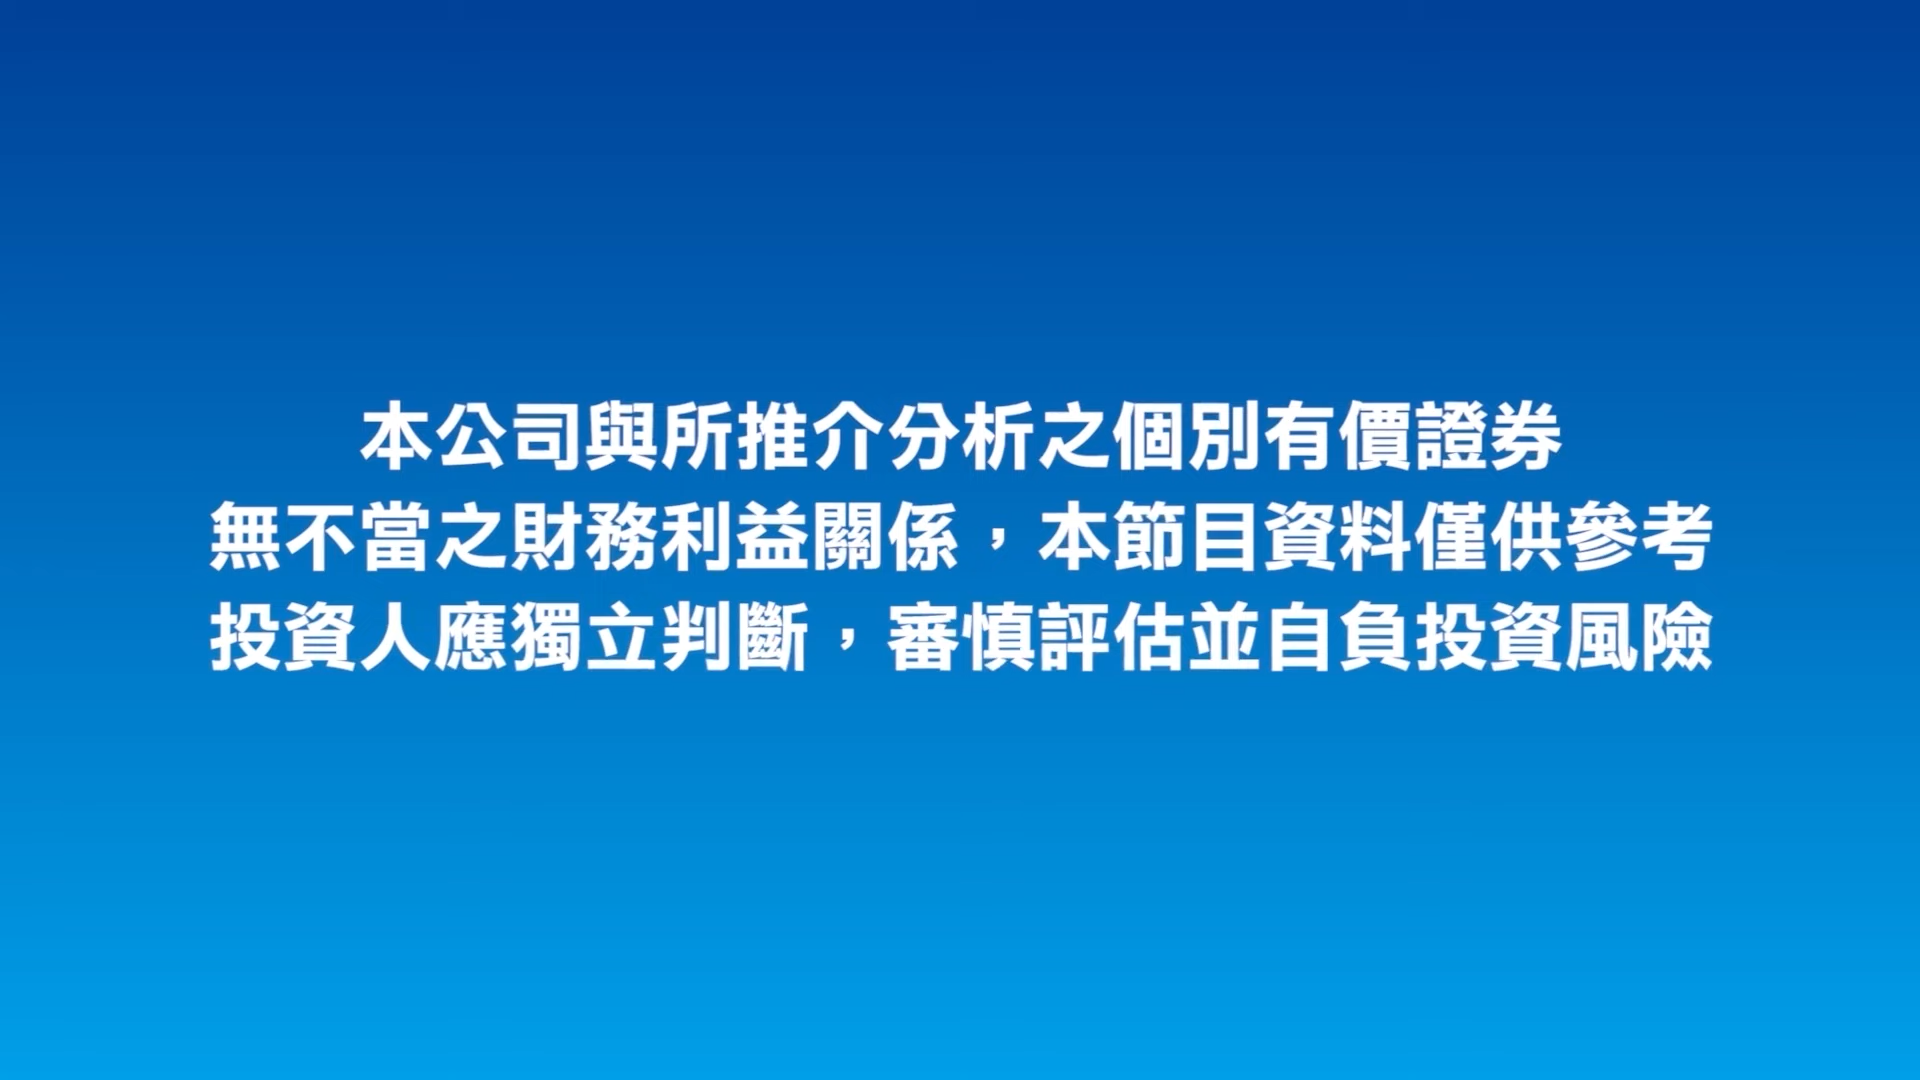 本公司與所推介分析之個別有價證券
無不當之財務利益關係，本節目資料僅供參考
投資人應獨立判斷，審慎評估並自負投資風險